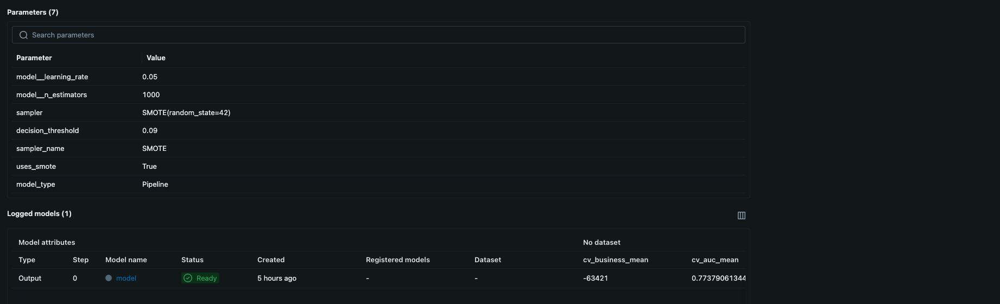 Parameters (7)
Search parameters
Parameter Value
model__learning_rate 0.05
model__n_estimators 1000
sampler SMOTE(random_state=42)
decision_threshold 0.09
sampler_name SMOTE
uses_smote True
model_type Pipeline
Logged models (1)
Model attributes No dataset
Type Step Model name Status Created Registered models Dataset cv_business_mean cv_auc_mean
Output 0 model Ready 5 hours ago - - -63421 0.77379061344